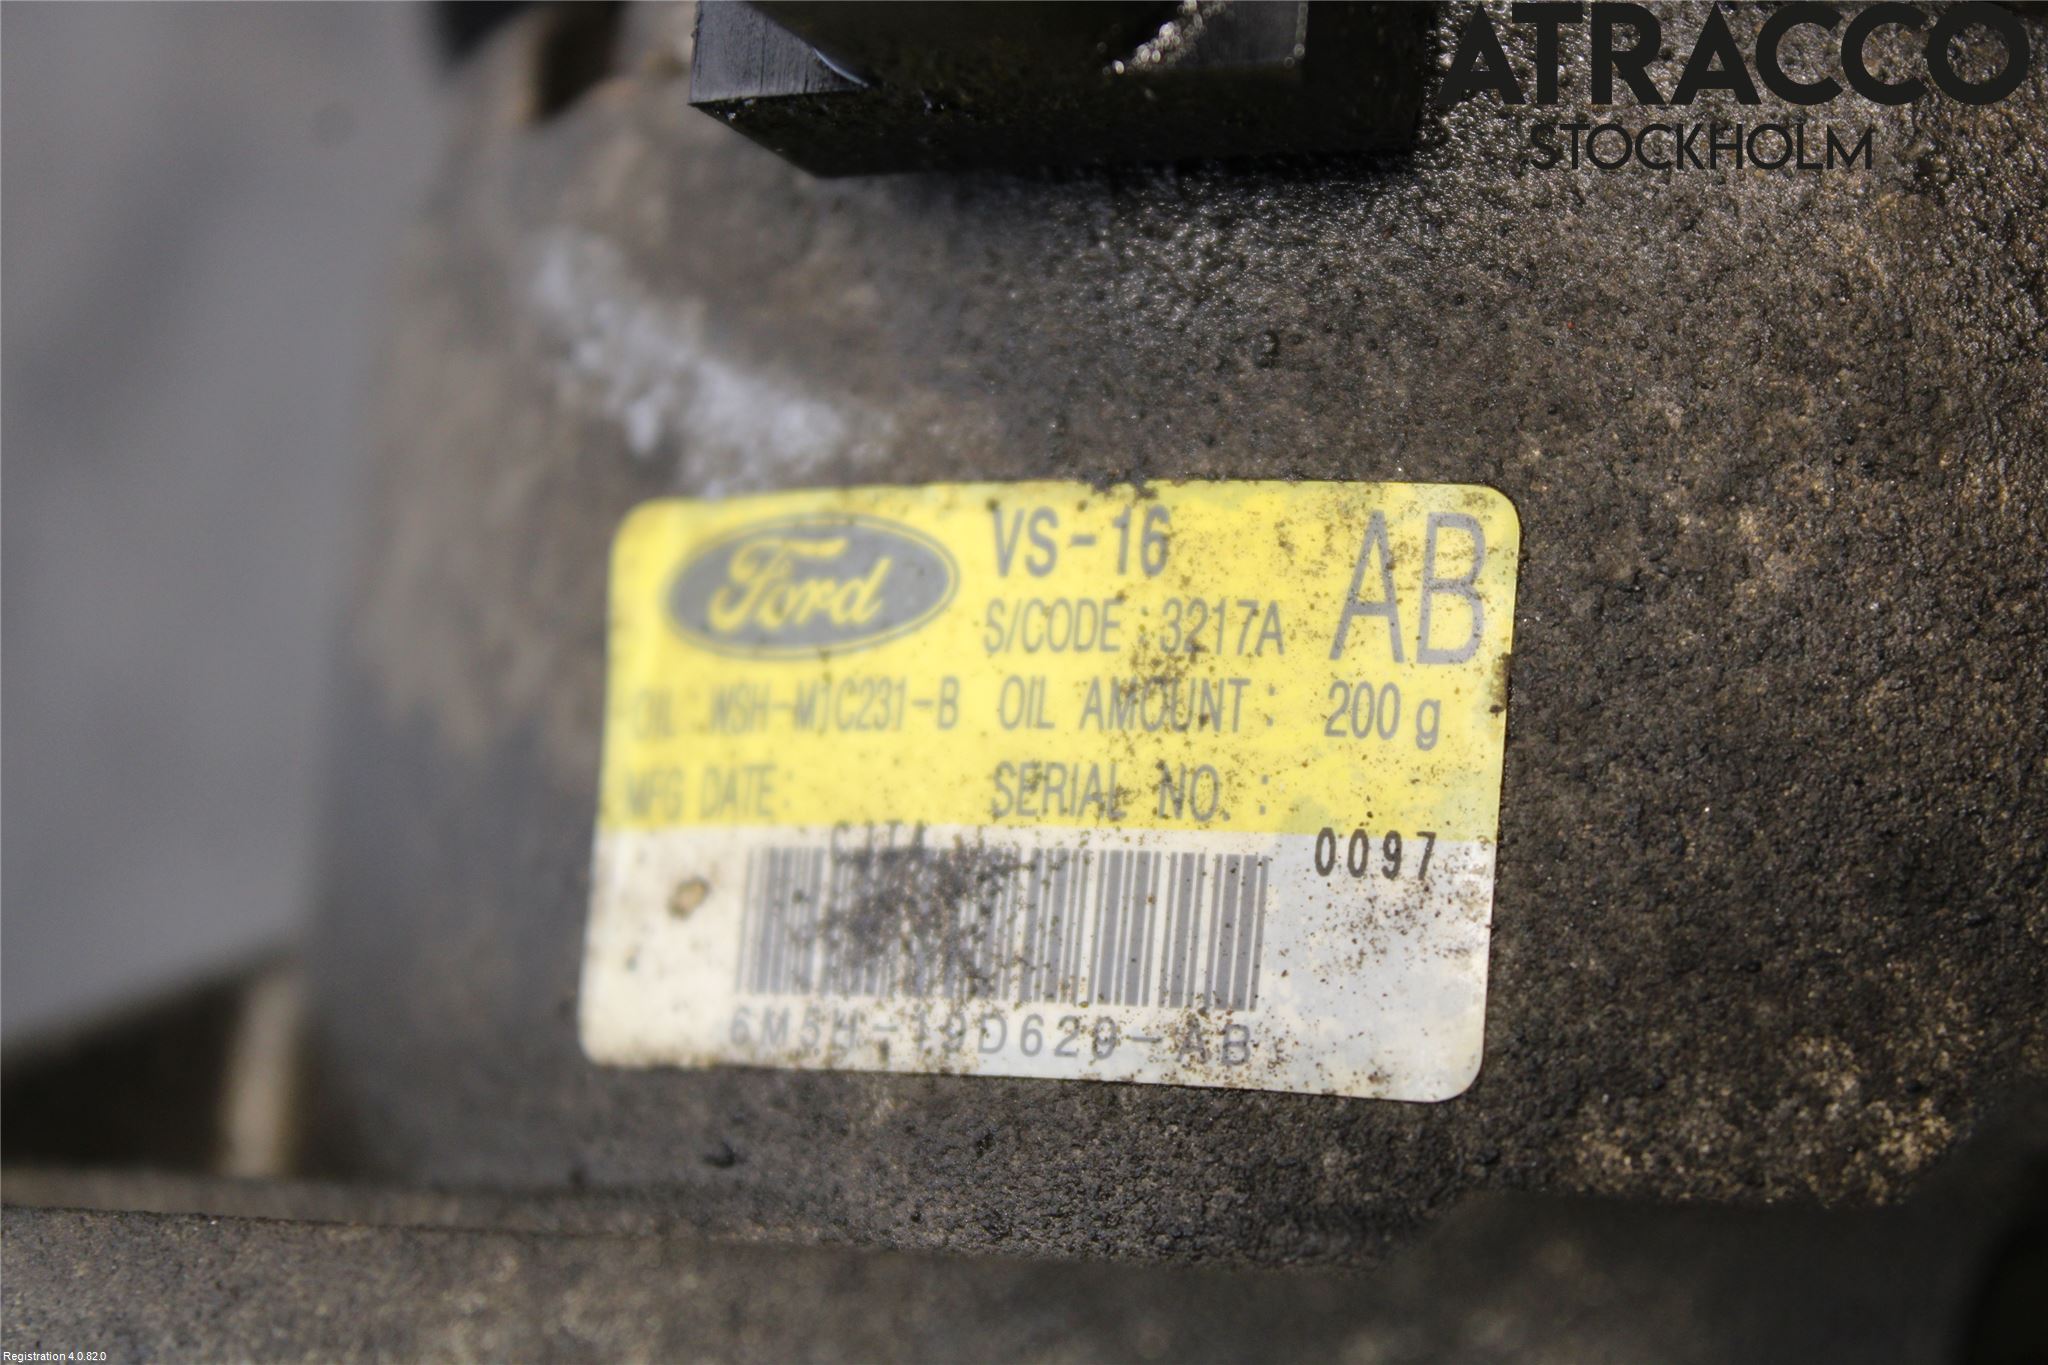 ATRACCO
STOCKHOLM
Ford
VS-16
AB
S/CODE 3217A
OIL WSH-M1C231-B OIL AMOUNT: 200 g
MFG DATE: SERIAL NO. :
0097
6M5H-19D629-AB
Registration 4.0.82.0